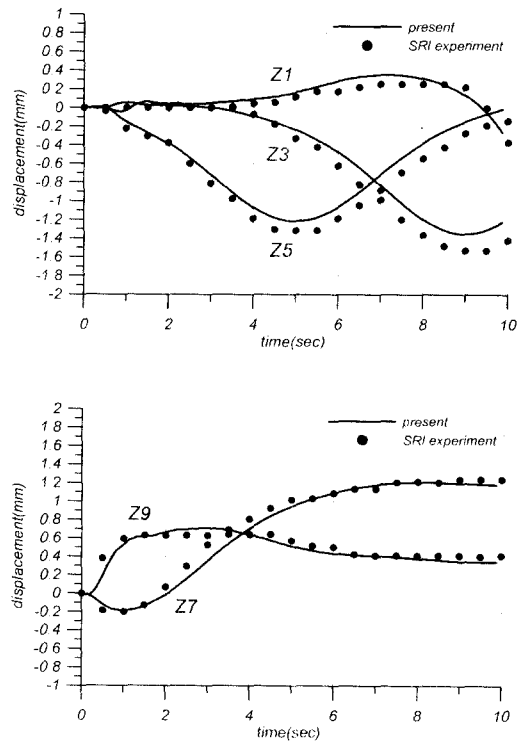 1
0.8
0.6
0.4
0.2
0
-0.2
-0.4
-0.6
-0.8
-1
-1.2
-1.4
-1.6
-1.8
-2
displacement(mm)
present
SRI experiment
Z1
Z3
Z5
0 2 4 6 8 10
time(sec)
2
1.8
1.6
1.4
1.2
1
0.8
0.6
0.4
0.2
0
-0.2
-0.4
-0.6
-0.8
-1
displacement(mm)
present
SRI experiment
Z9
Z7
0 2 4 6 8 10
time(sec)